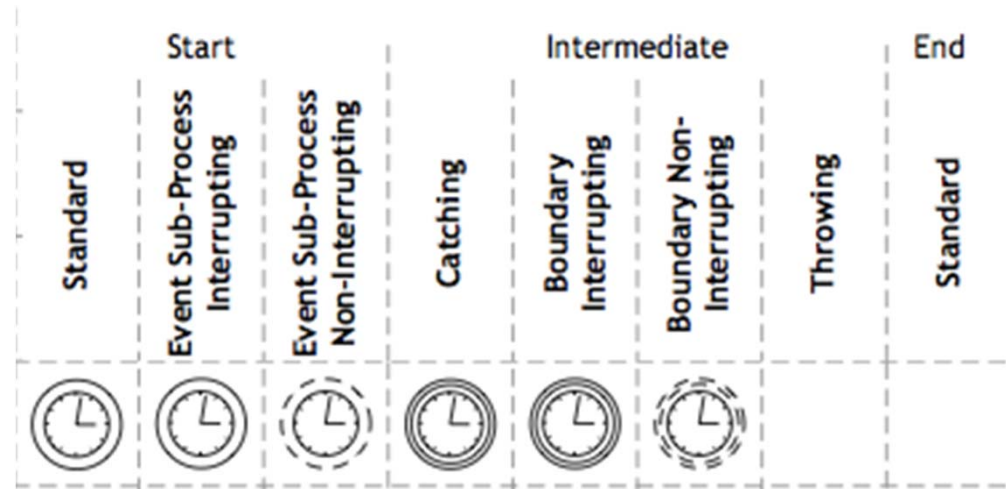 Start
Intermediate
End
Standard
Event Sub-Process
Interrupting
Event Sub-Process
Non-Interrupting
Catching
Boundary
Interrupting
Boundary Non-
Interrupting
Throwing
Standard